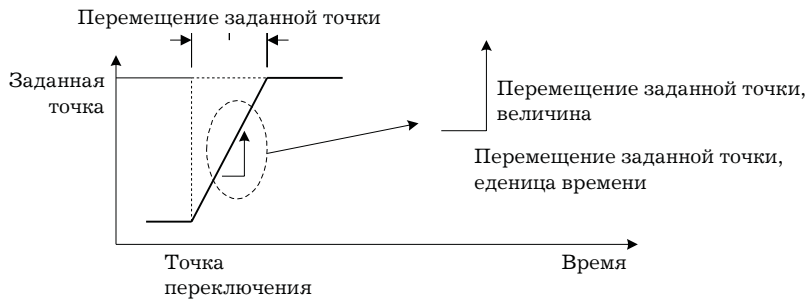 Перемещение заданной точки
Заданная
точка
Перемещение заданной точки,
величина
Перемещение заданной точки,
еденица времени
Точка
переключения
Время